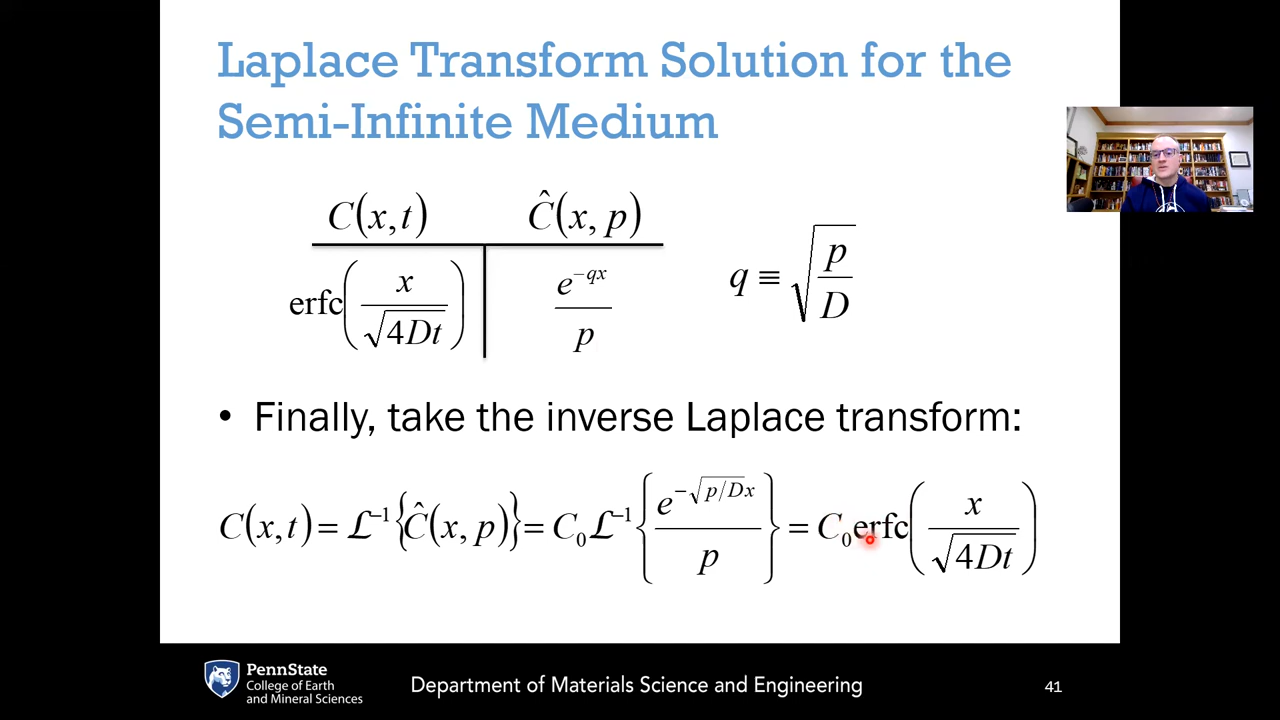 Laplace Transform Solution for the
Semi-Infinite Medium
C(x,t) Ĉ(x, p)
erfc(x/√4Dt) e^{−qx}/p q ≡ √(p/D)
• Finally, take the inverse Laplace transform:
C(x,t) = ℒ⁻¹{Ĉ(x, p)} = C₀ℒ⁻¹{e^{−√(p/D)x}/p} = C₀erfc(x/√4Dt)
PennState
College of Earth
and Mineral Sciences
Department of Materials Science and Engineering
41